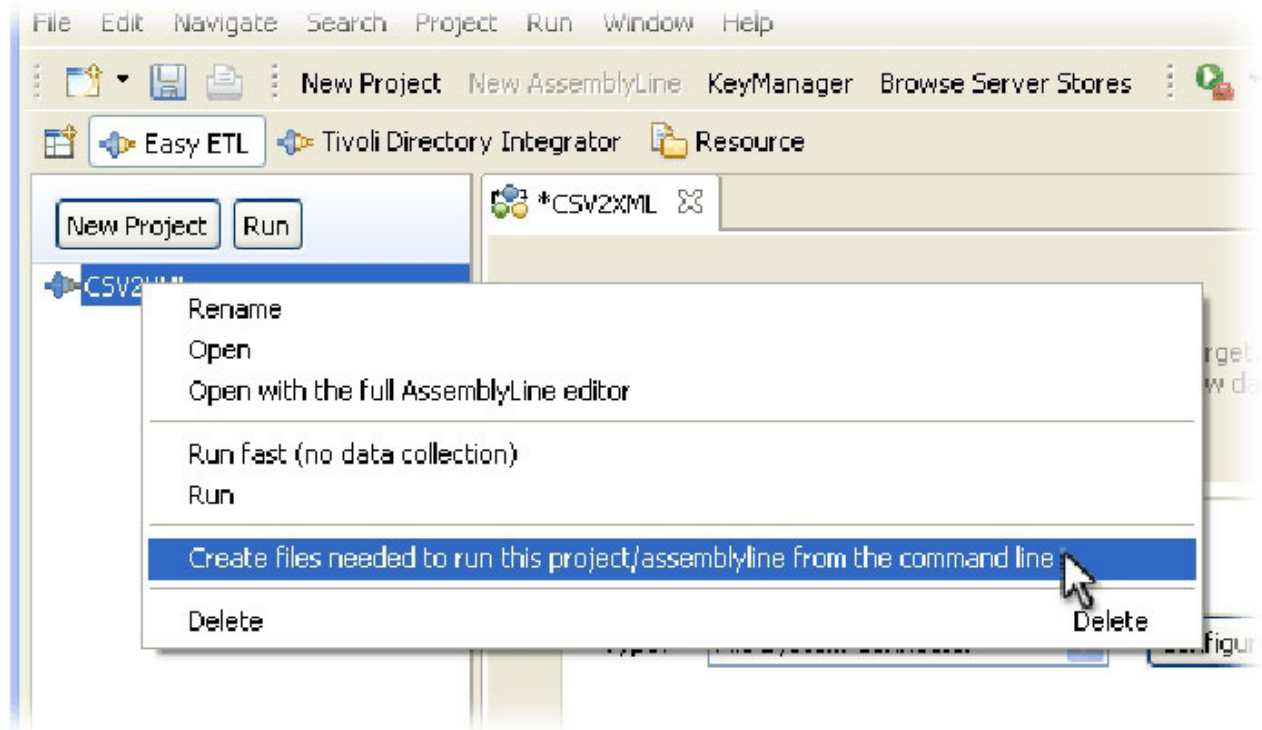 File Edit Navigate Search Project Run Window Help
New Project New AssemblyLine KeyManager Browse Server Stores
Easy ETL Tivoli Directory Integrator Resource
New Project Run
*CSV2XML
Rename
Open
Open with the full AssemblyLine editor
Run fast (no data collection)
Run
Create files needed to run this project/assemblyline from the command line
Delete Delete